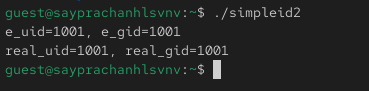 guest@sayprachanhlsvnv:~$ ./simpleid2
e_uid=1001, e_gid=1001
real_uid=1001, real_gid=1001
guest@sayprachanhlsvnv:~$